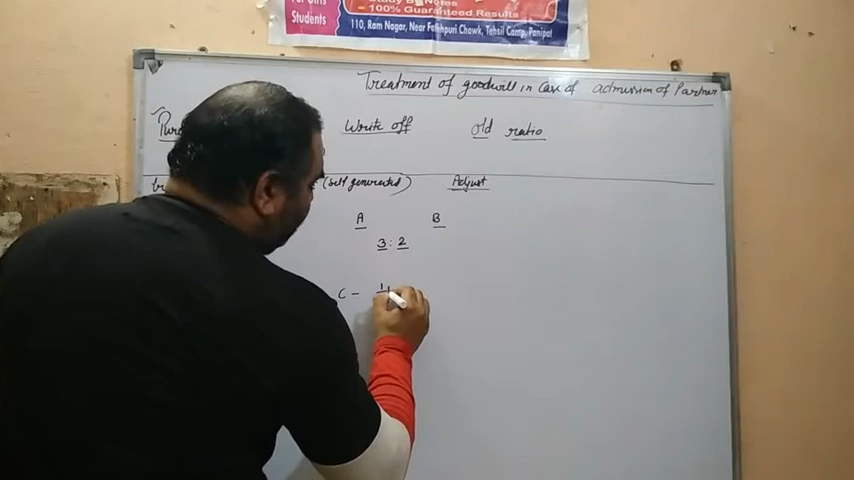 Students
100% Guaranteed Results
110, Ram Nagar, Near Fatehpuri Chowk, Tehsil Camp, Panipat
Treatment of goodwill in Case of admission of Partner
Write off Old ratio
(self generated) Adjust
A B
3 : 2
C -